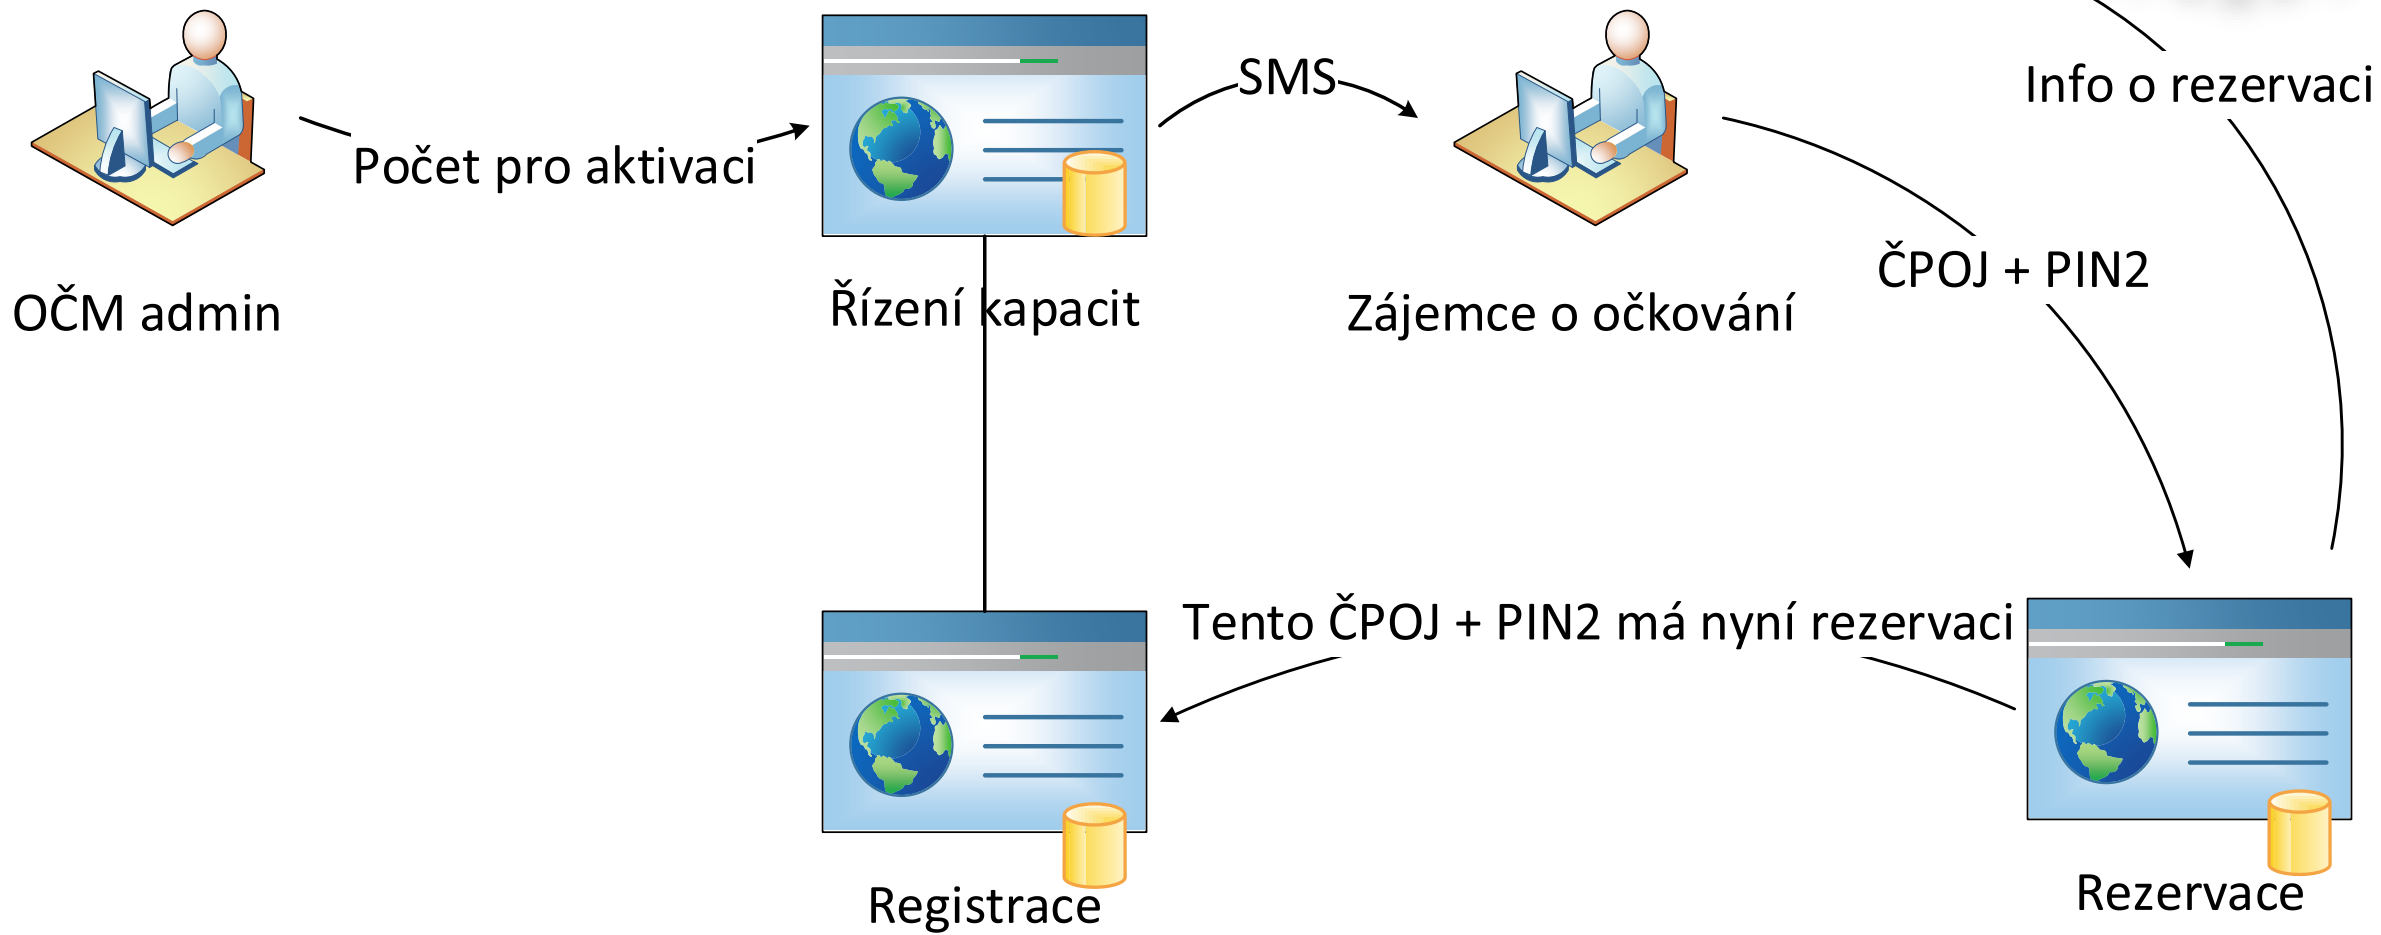 SMS
Info o rezervaci
Počet pro aktivaci
ČPOJ + PIN2
OČM admin
Řízení kapacit
Zájemce o očkování
Tento ČPOJ + PIN2 má nyní rezervaci
Registrace
Rezervace